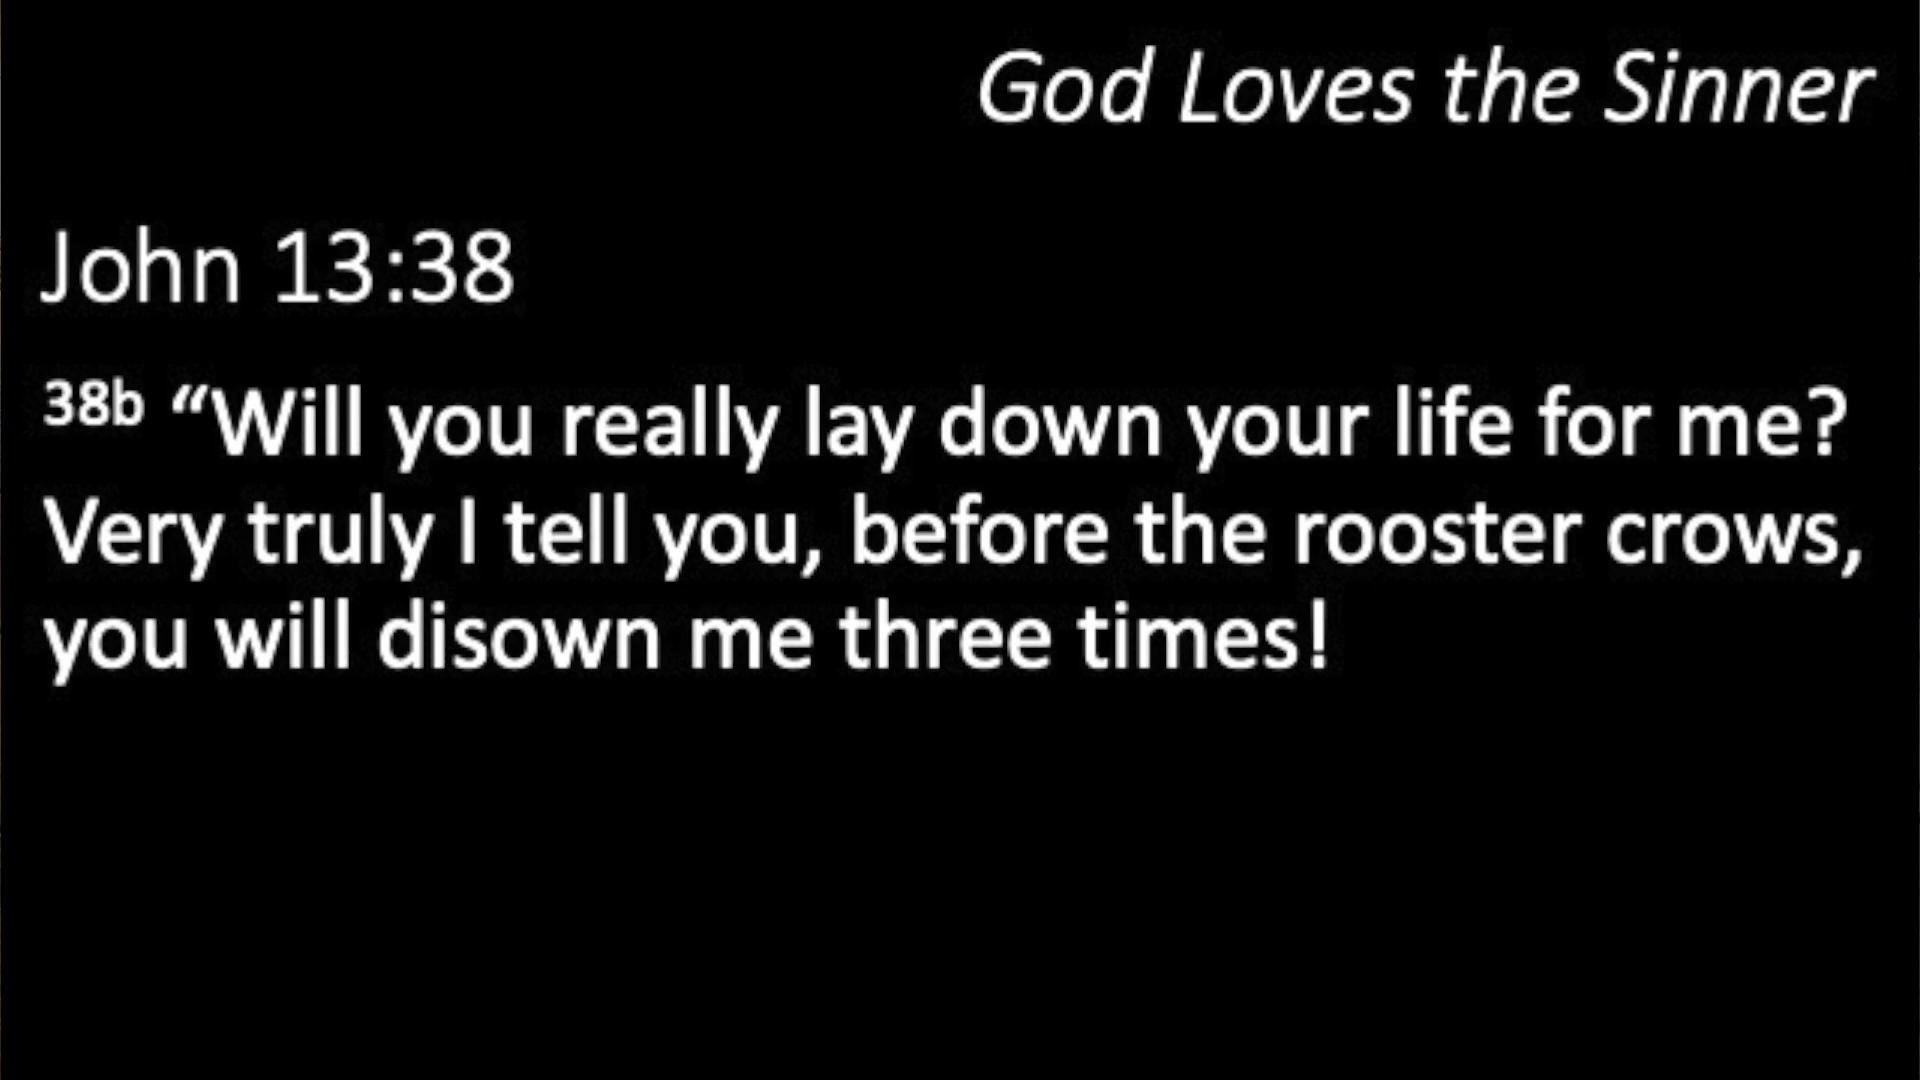 God Loves the Sinner
John 13:38
38b “Will you really lay down your life for me?
Very truly I tell you, before the rooster crows,
you will disown me three times!